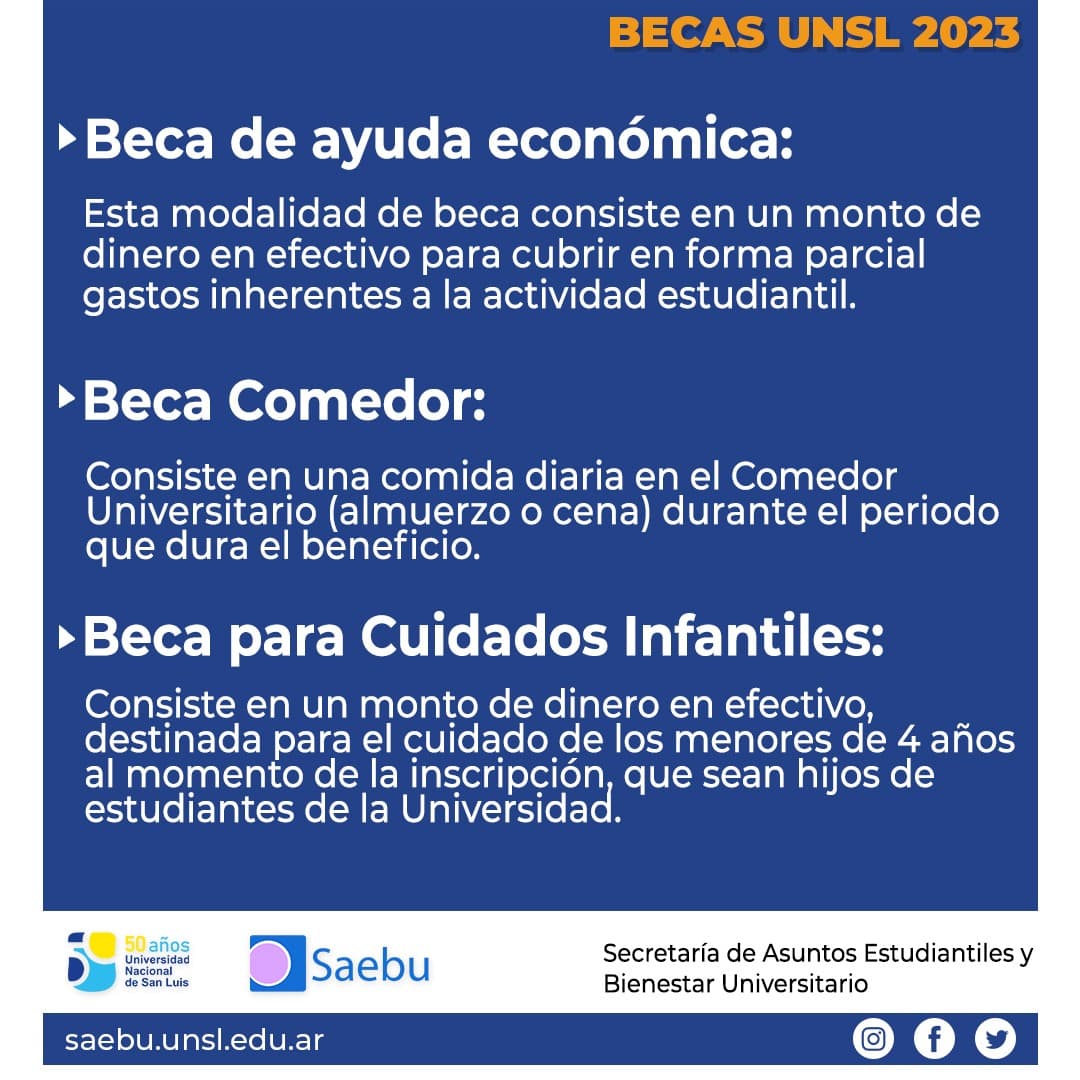 BECAS UNSL 2023
Beca de ayuda económica:
Esta modalidad de beca consiste en un monto de
dinero en efectivo para cubrir en forma parcial
gastos inherentes a la actividad estudiantil.
Beca Comedor:
Consiste en una comida diaria en el Comedor
Universitario (almuerzo o cena) durante el periodo
que dura el beneficio.
Beca para Cuidados Infantiles:
Consiste en un monto de dinero en efectivo,
destinada para el cuidado de los menores de 4 años
al momento de la inscripción, que sean hijos de
estudiantes de la Universidad.
50 años
Universidad
Nacional
de San Luis
Saebu
Secretaría de Asuntos Estudiantiles y
Bienestar Universitario
saebu.unsl.edu.ar